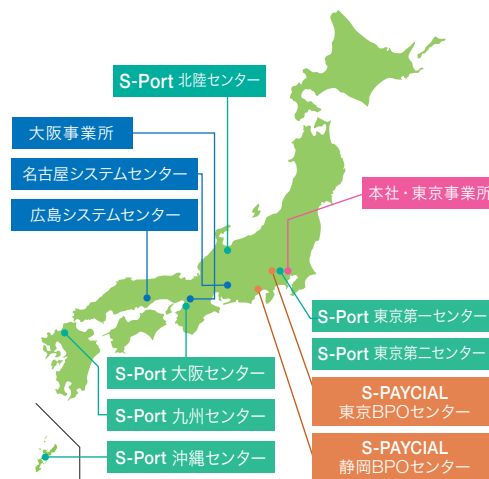 S-Port 北陸センター
大阪事業所
名古屋システムセンター
広島システムセンター
本社・東京事業所
S-Port 東京第一センター
S-Port 東京第二センター
S-Port 大阪センター
S-PAYCIAL
東京BPOセンター
S-Port 九州センター
S-PAYCIAL
静岡BPOセンター
S-Port 沖縄センター